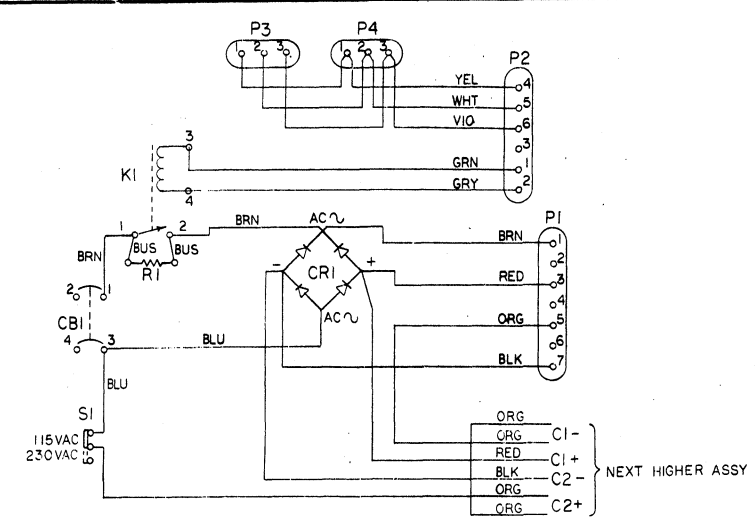 P3 P4
1 2 3 1 2 3
P2
YEL 4
WHT 5
VIO 6
3
GRN 1
GRY 2
3
K1
4
BRN AC∿ P1
1 2
BUS BUS BRN 1
BRN R1 2
- CR1 + RED 3
2 1 4
CB1 AC∿ ORG 5
4 3 BLU 6
BLK 7
BLU
S1
115VAC
230VAC
ORG
ORG C1-
RED C1+
BLK C2- NEXT HIGHER ASSY
ORG
ORG C2+